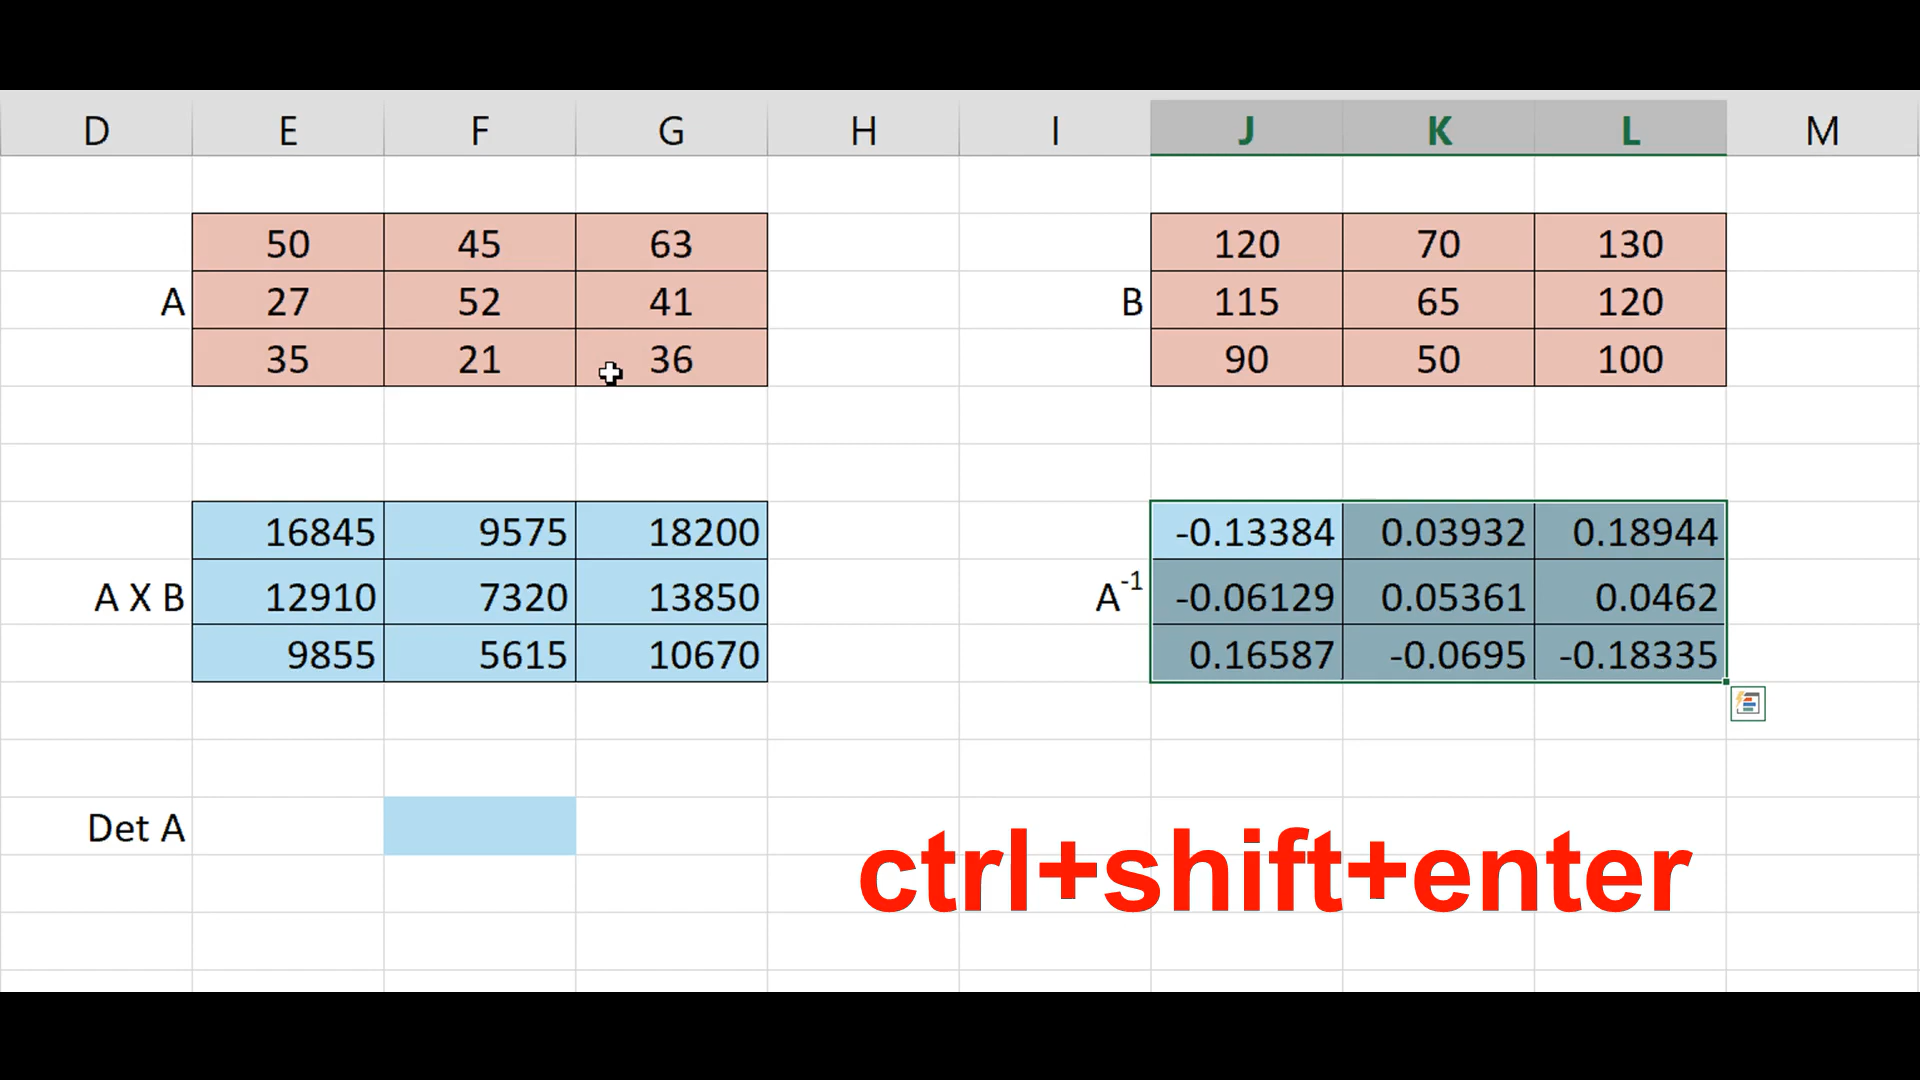 D E F G H I J K L M
50 45 63 120 70 130
A 27 52 41 B 115 65 120
35 21 36 90 50 100
16845 9575 18200 -0.13384 0.03932 0.18944
A X B 12910 7320 13850 A-1 -0.06129 0.05361 0.0462
9855 5615 10670 0.16587 -0.0695 -0.18335
Det A
ctrl+shift+enter